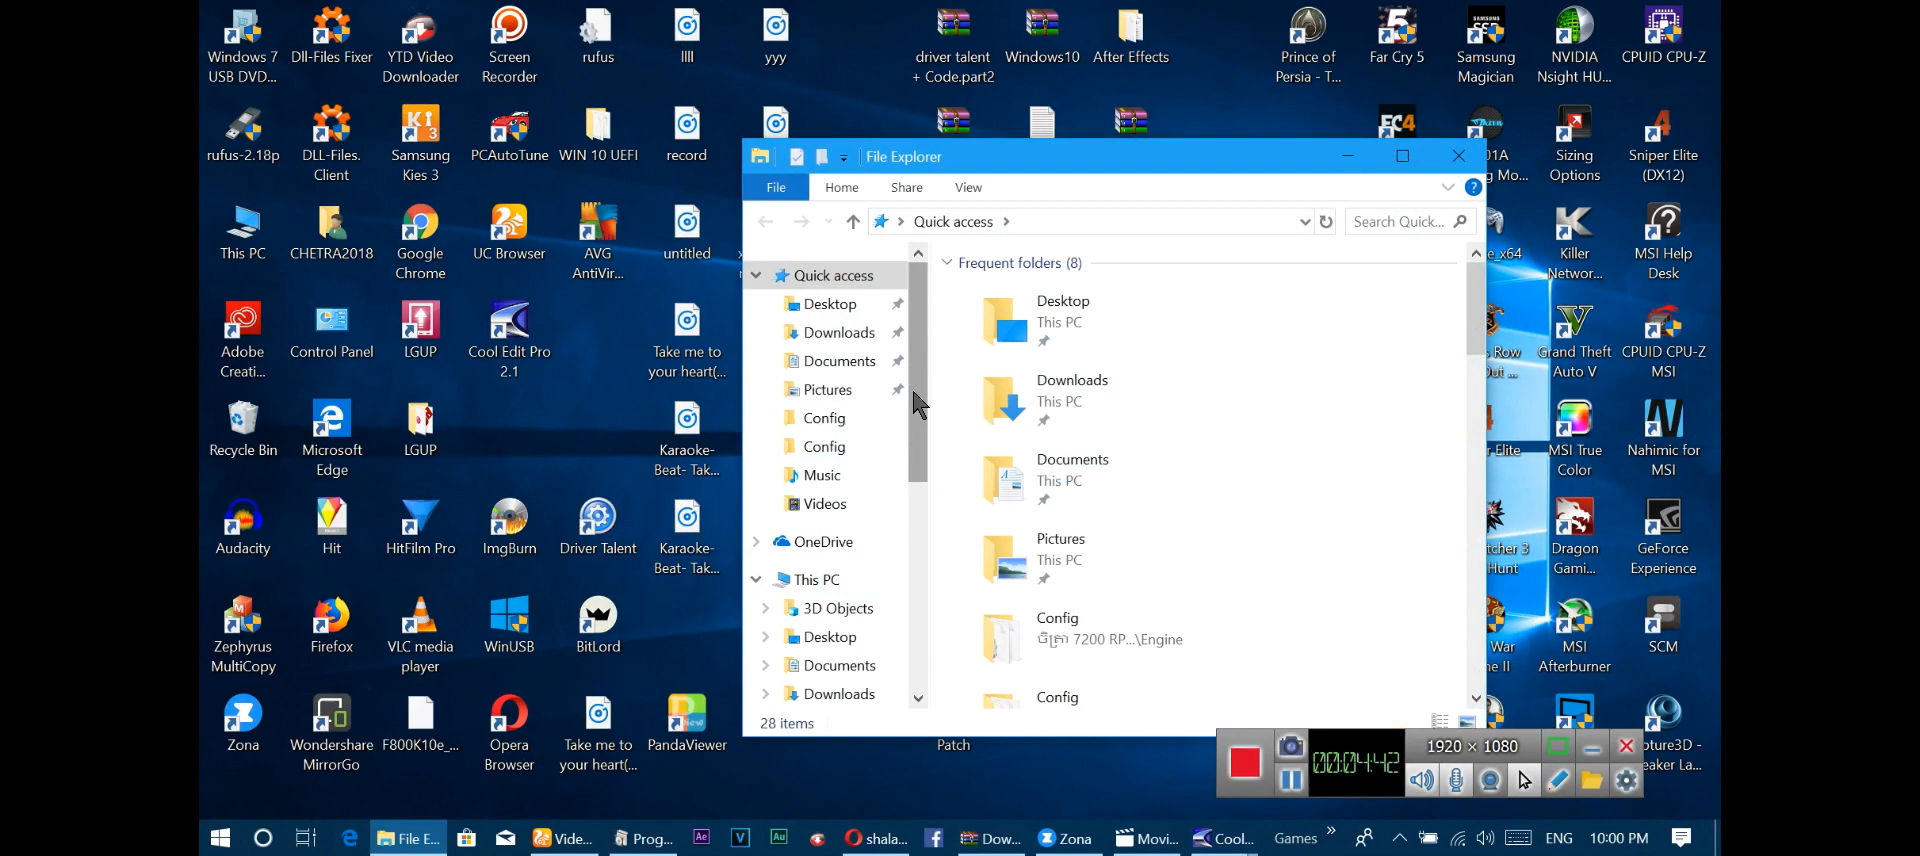 Windows 7
USB DVD...
Dll-Files Fixer
YTD Video
Downloader
Screen
Recorder
rufus
llll
yyy
driver talent
+ Code.part2
Windows10
After Effects
Prince of
Persia - T...
Far Cry 5
Samsung
Magician
NVIDIA
Nsight HU...
CPUID CPU-Z
rufus-2.18p
DLL-Files.
Client
Samsung
Kies 3
PCAutoTune
WIN 10 UEFI
record
Sizing
Options
Sniper Elite
(DX12)
This PC
CHETRA2018
Google
Chrome
UC Browser
AVG
AntiVir...
untitled
Killer
Networ...
MSI Help
Desk
Adobe
Creati...
Control Panel
LGUP
Cool Edit Pro
2.1
Take me to
your heart(...
Grand Theft
Auto V
CPUID CPU-Z
MSI
Recycle Bin
Microsoft
Edge
LGUP
Karaoke-
Beat- Tak...
MSI True
Color
Nahimic for
MSI
Audacity
Hit
HitFilm Pro
ImgBurn
Driver Talent
Karaoke-
Beat- Tak...
Dragon
Gami...
GeForce
Experience
Zephyrus
MultiCopy
Firefox
VLC media
player
WinUSB
BitLord
MSI
Afterburner
SCM
Zona
Wondershare
MirrorGo
F800K10e_...
Opera
Browser
Take me to
your heart(...
PandaViewer
Patch
File Explorer
File
Home
Share
View
Quick access
Search Quick...
Quick access
Desktop
Downloads
Documents
Pictures
Config
Config
Music
Videos
OneDrive
This PC
3D Objects
Desktop
Documents
Downloads
28 items
Frequent folders (8)
Desktop
This PC
Downloads
This PC
Documents
This PC
Pictures
This PC
Config
ចិត្រា 7200 RP...\Engine
Config
00:04:42
1920 × 1080
File E...
Vide...
Prog...
shala...
Dow...
Zona
Movi...
Cool...
Games
ENG
10:00 PM